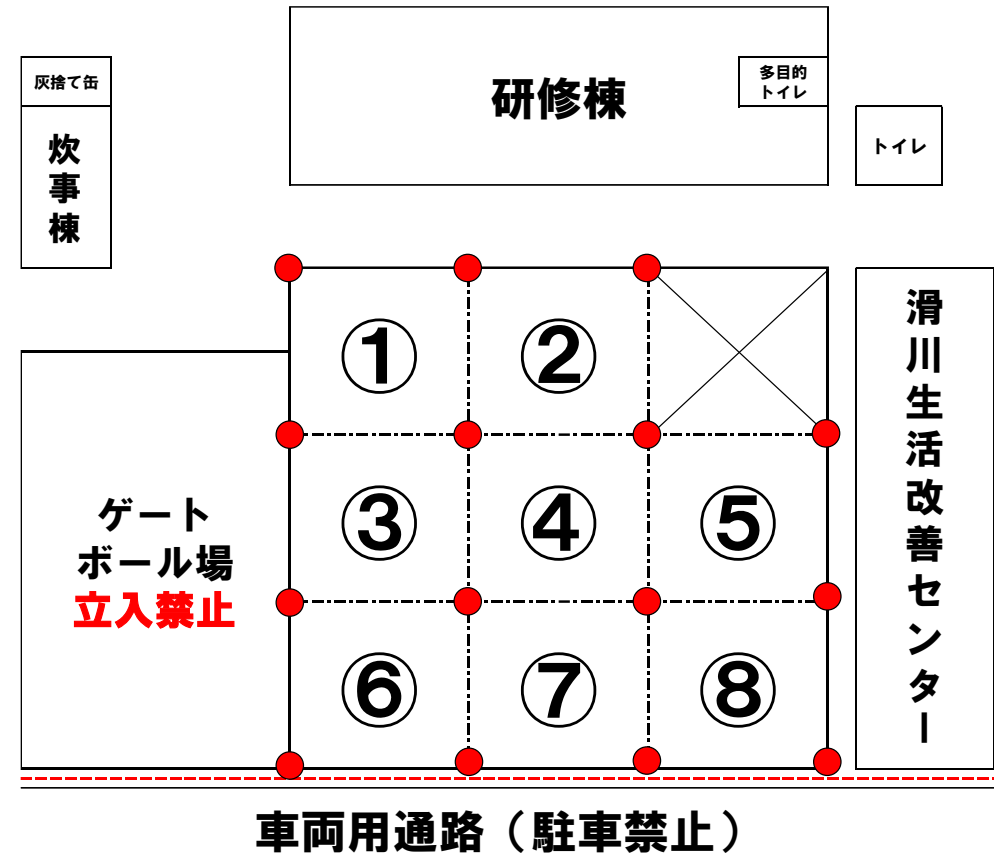 灰捨て缶
炊事棟
研修棟
多目的
トイレ
トイレ
①
②
③
④
⑤
⑥
⑦
⑧
ゲート
ボール場
立入禁止
滑川生活改善センター
車両用通路（駐車禁止）